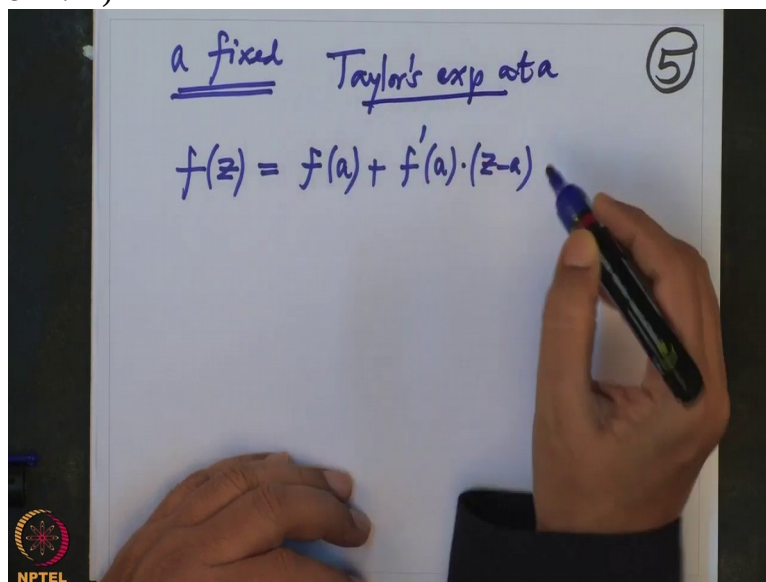 a fixed Taylor's exp at a
5
f(z) = f(a) + f'(a)·(z-a)
NPTEL